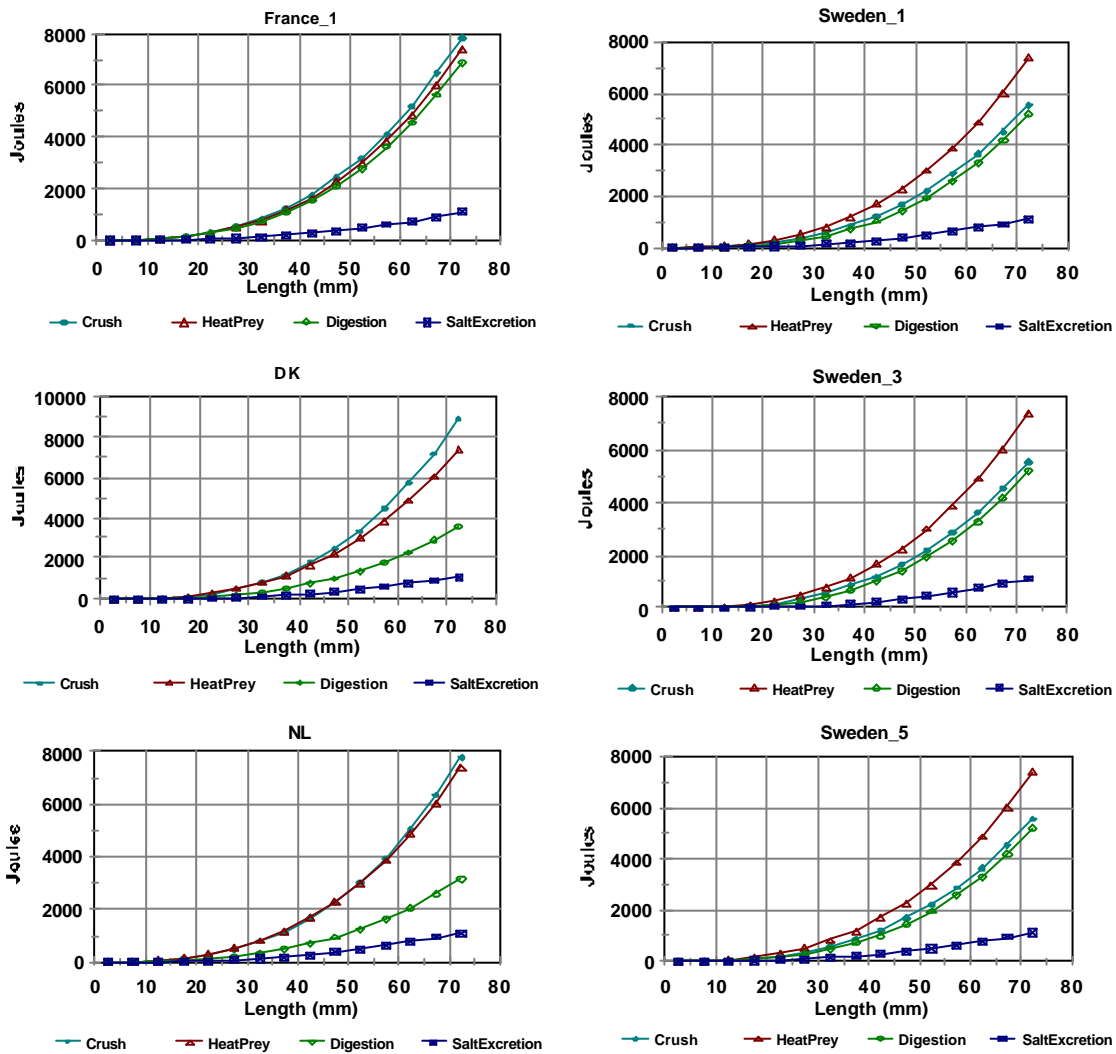 France_1
8000
6000
4000
2000
0
Joules
0 10 20 30 40 50 60 70 80
Length (mm)
Crush HeatPrey Digestion SaltExcretion
Sweden_1
8000
6000
4000
2000
0
Joules
0 10 20 30 40 50 60 70 80
Length (mm)
Crush HeatPrey Digestion SaltExcretion
DK
10000
8000
6000
4000
2000
0
Joules
0 10 20 30 40 50 60 70 80
Length (mm)
Crush HeatPrey Digestion SaltExcretion
Sweden_3
8000
6000
4000
2000
0
Joules
0 10 20 30 40 50 60 70 80
Length (mm)
Crush HeatPrey Digestion SaltExcretion
NL
8000
6000
4000
2000
0
Joules
0 10 20 30 40 50 60 70 80
Length (mm)
Crush HeatPrey Digestion SaltExcretion
Sweden_5
8000
6000
4000
2000
0
Joules
0 10 20 30 40 50 60 70 80
Length (mm)
Crush HeatPrey Digestion SaltExcretion